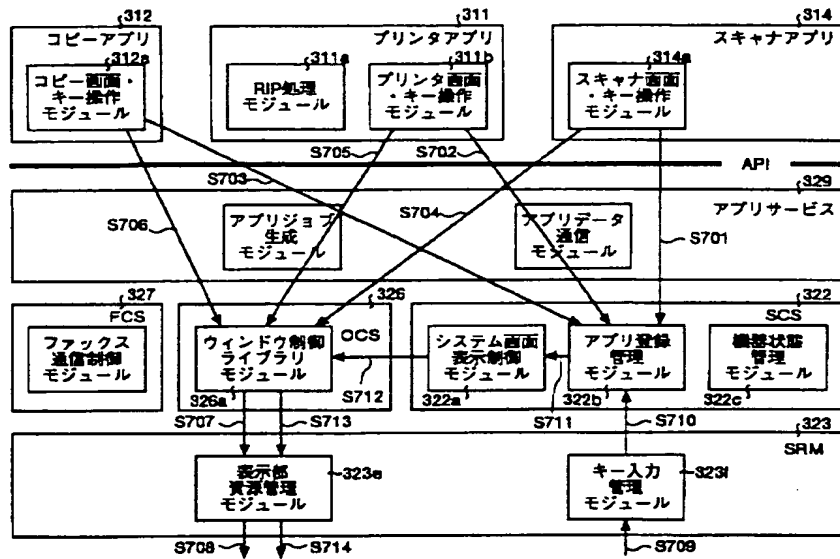 312
コピーアプリ
312a
コピー画面・
キー操作
モジュール
311
プリンタアプリ
311a
RIP処理
モジュール
311b
プリンタ画面
・キー操作
モジュール
314
スキャナアプリ
314a
スキャナ画面
・キー操作
モジュール
S705
S702
S703
API
329
アプリサービス
S706
アプリジョブ
生成
モジュール
S704
アプリデータ
通信
モジュール
S701
327
FCS
ファックス
通信制御
モジュール
326
OCS
ウィンドウ制御
ライブラリ
モジュール
326a
S712
322
SCS
システム画面
表示制御
モジュール
322a
S711
アプリ登録
管理
モジュール
322b
機器状態
管理
モジュール
322c
S707
S713
S710
323
SRM
表示部
資源管理
モジュール
323e
キー入力
管理
モジュール
323f
S708
S714
S709